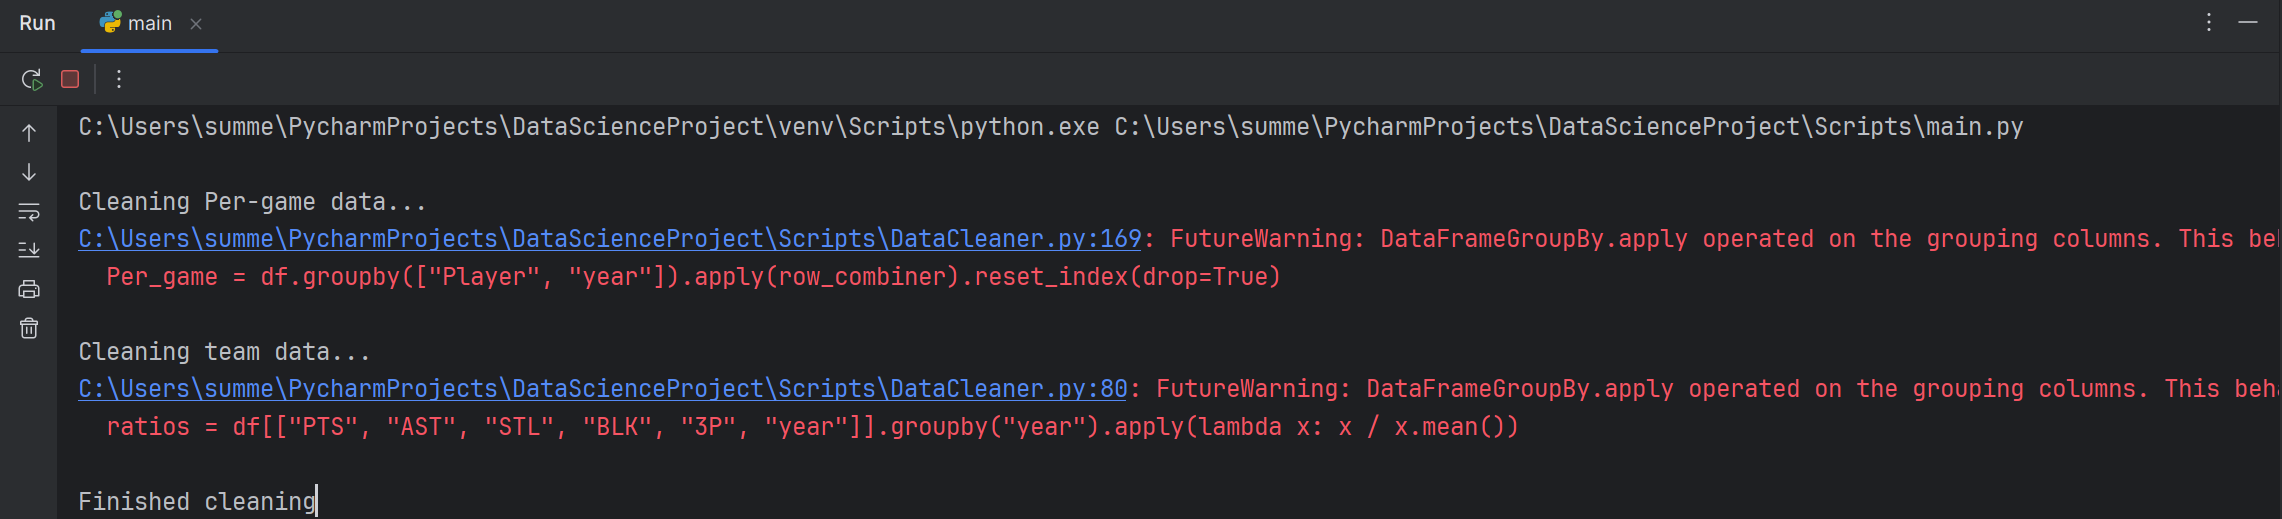 Run main
C:\Users\summe\PycharmProjects\DataScienceProject\venv\Scripts\python.exe C:\Users\summe\PycharmProjects\DataScienceProject\Scripts\main.py
Cleaning Per-game data...
C:\Users\summe\PycharmProjects\DataScienceProject\Scripts\DataCleaner.py:169: FutureWarning: DataFrameGroupBy.apply operated on the grouping columns. This
  Per_game = df.groupby(["Player", "year"]).apply(row_combiner).reset_index(drop=True)
Cleaning team data...
C:\Users\summe\PycharmProjects\DataScienceProject\Scripts\DataCleaner.py:80: FutureWarning: DataFrameGroupBy.apply operated on the grouping columns. This
  ratios = df[["PTS", "AST", "STL", "BLK", "3P", "year"]].groupby("year").apply(lambda x: x / x.mean())
Finished cleaning